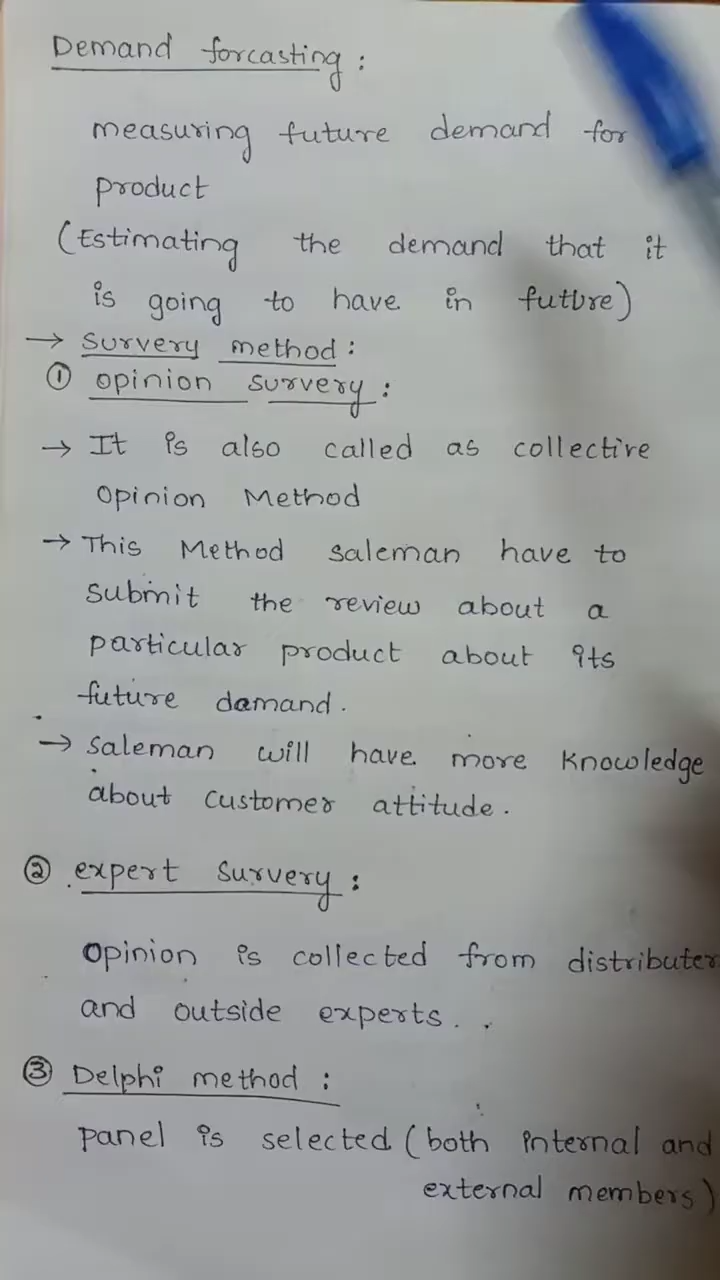 Demand forcasting :
measuring future demand for
product
(Estimating the demand that it
is going to have in future)
→ survery method :
① opinion survery :
→ It is also called as collective
opinion Method
→ This Method saleman have to
submit the review about a
particular product about its
future damand.
→ saleman will have more knowledge
about customer attitude.
② expert survery :
opinion is collected from distributer
and outside experts.
③ Delphi method :
panel is selected (both internal and
external members)